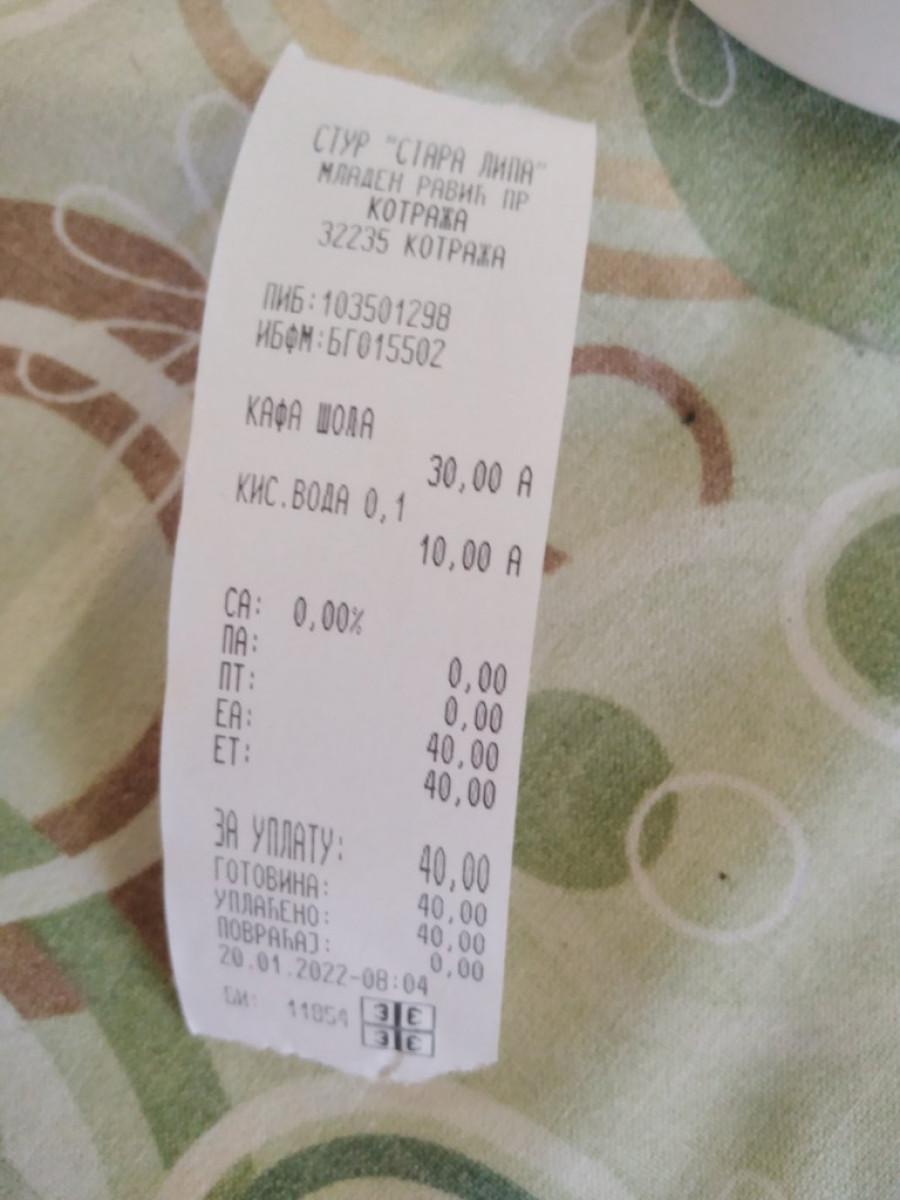 СТУР "СТАРА ЛИПА"
МЛАДЕН РАВИЋ ПР
КОТРАЖА
32235 КОТРАЖА
ПИБ:103501298
ИБФМ:БГ015502
КАФА ШОЉА
30,00 А
КИС.ВОДА 0,1
10,00 А
СА: 0,00%
ПА: 0,00
ПТ: 0,00
ЕА: 40,00
ЕТ: 40,00
ЗА УПЛАТУ: 40,00
ГОТОВИНА: 40,00
УПЛАЋЕНО: 40,00
ПОВРАЋАЈ: 0,00
20.01.2022-08:04
БИ: 11854